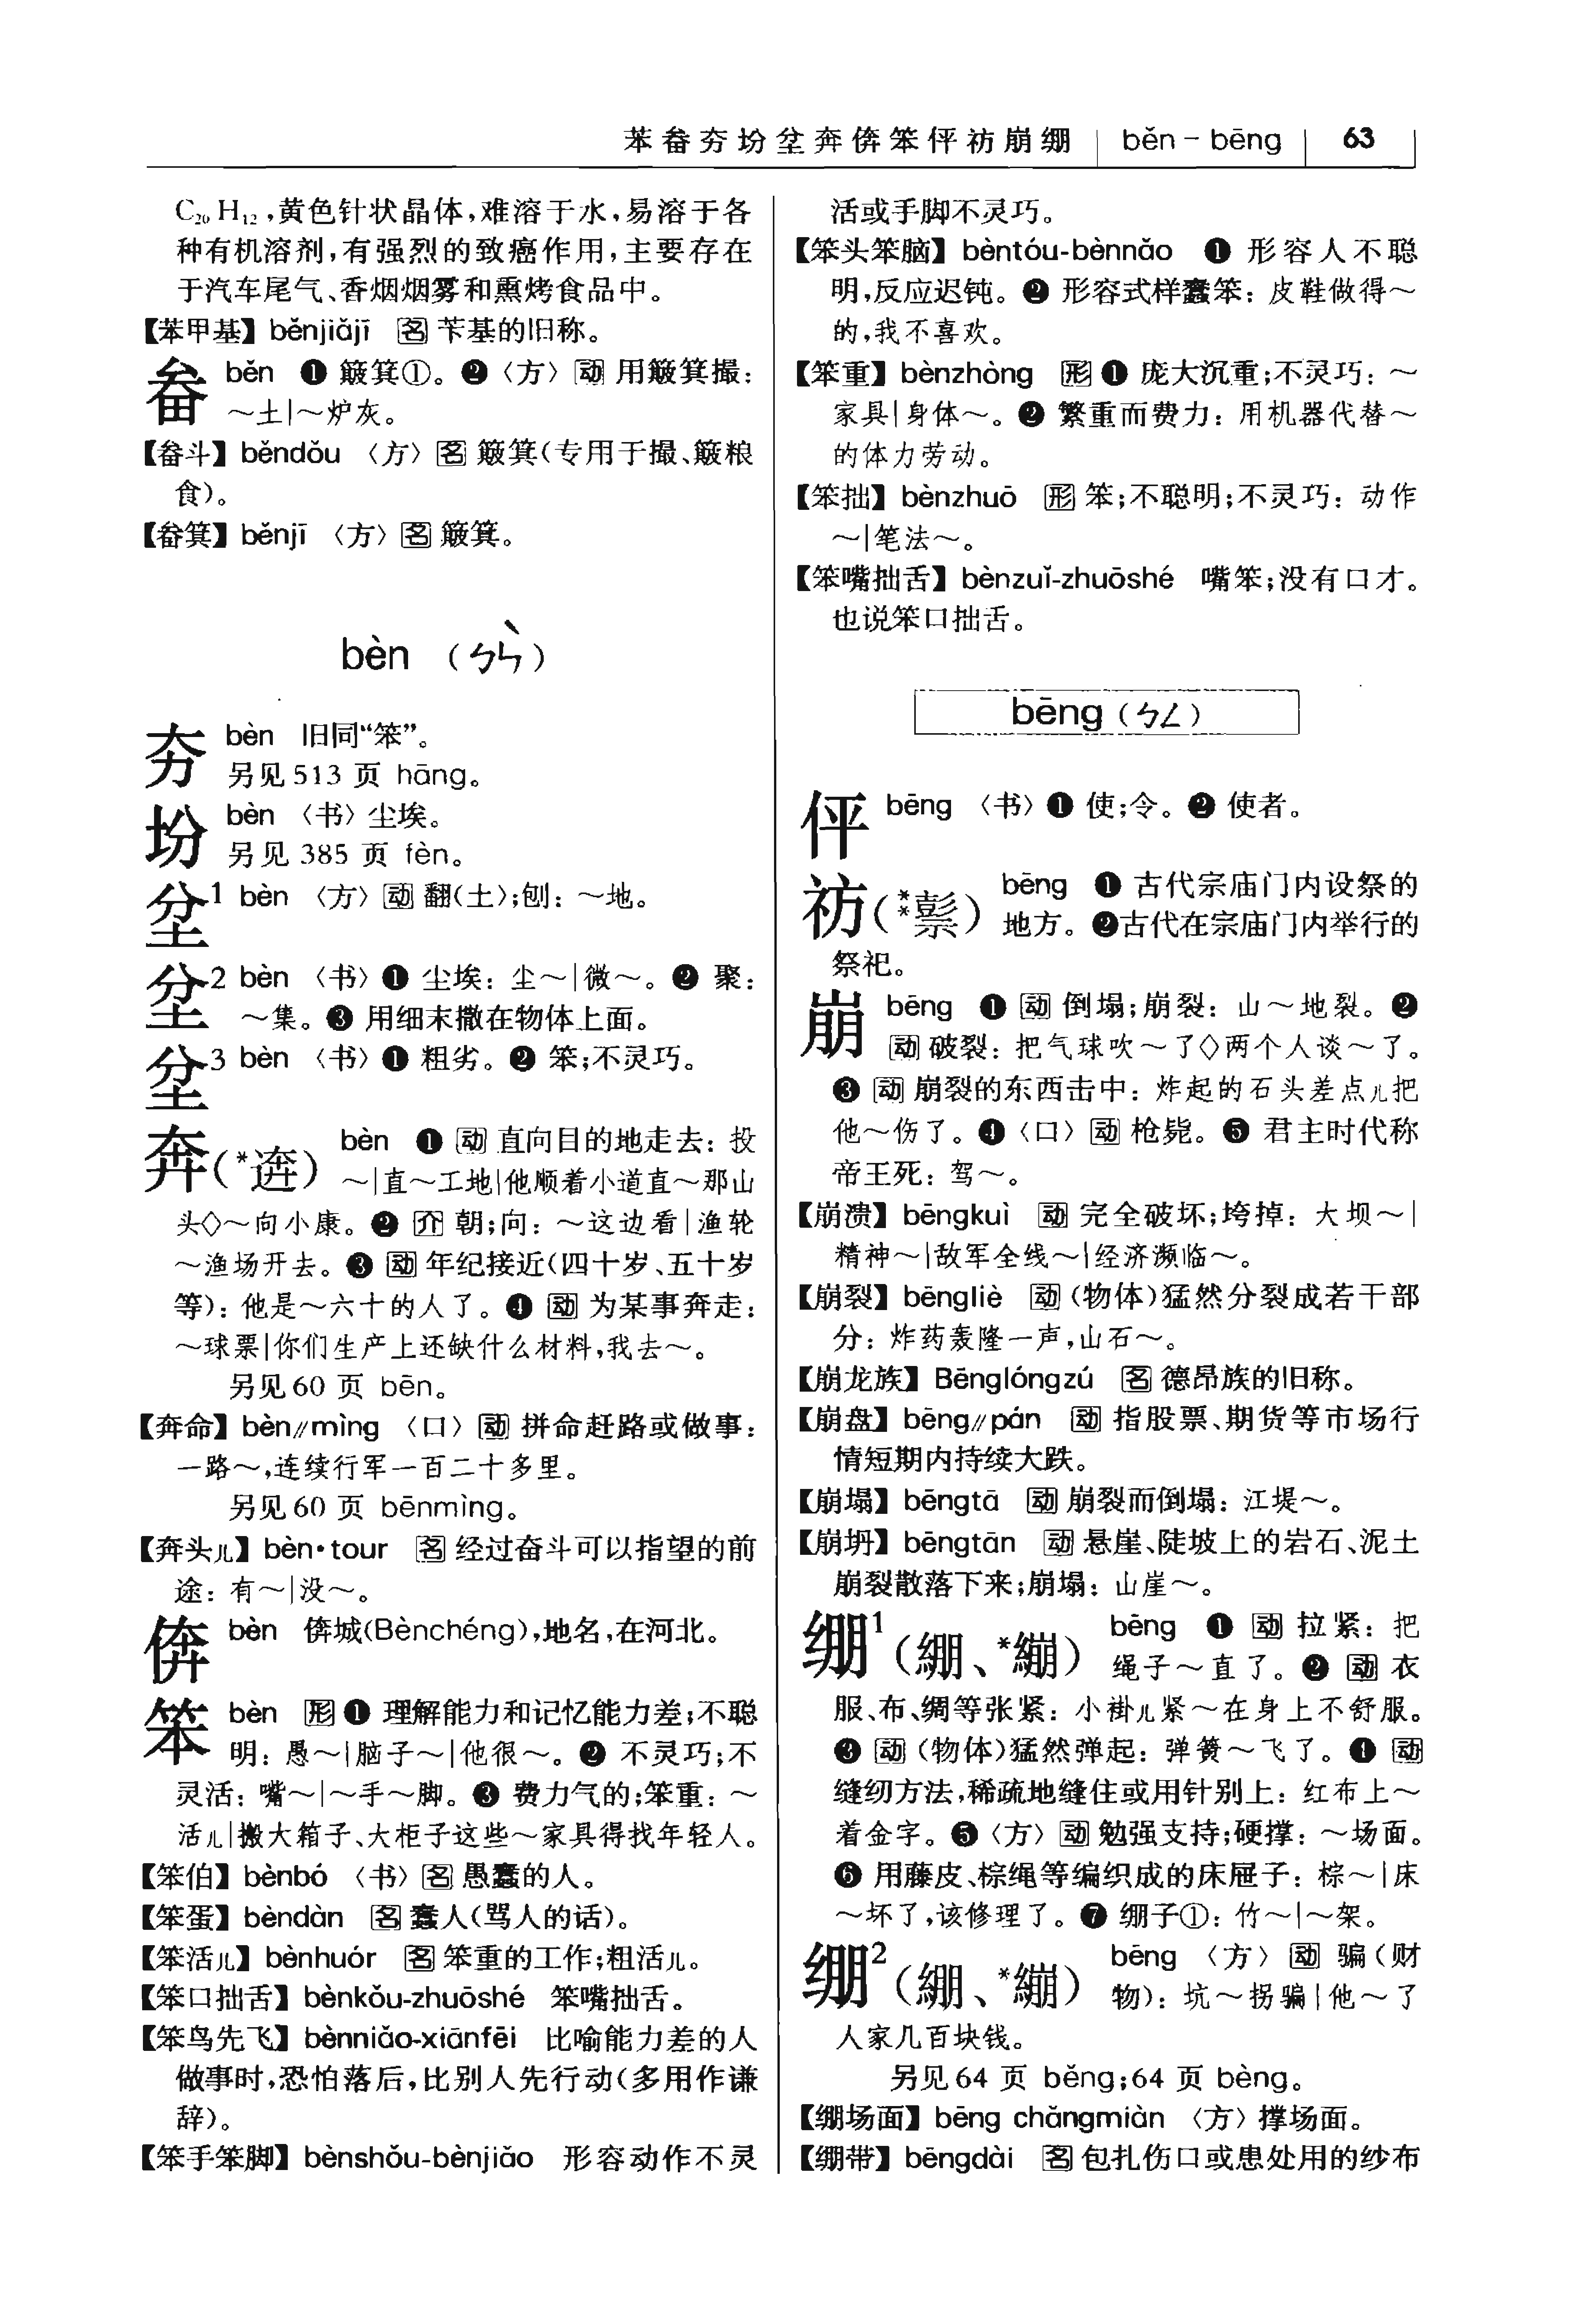 苯畚夯坋坌奔倴笨伻祊崩绷 běn－bēng 63
C₂₀H₁₂,黄色针状晶体,难溶于水,易溶于各
种有机溶剂,有强烈的致癌作用,主要存在
于汽车尾气、香烟烟雾和熏烤食品中。
【苯甲基】běnjiǎjī 名 苄基的旧称。
畚 běn ❶ 簸箕①。❷〈方〉动 用簸箕撮:
～土|～炉灰。
【畚斗】běndǒu 〈方〉名 簸箕(专用于撮、簸粮
食)。
【畚箕】běnjī 〈方〉名 簸箕。
bèn (ㄅㄣˋ)
夯 bèn 旧同“笨”。
另见513 页 hāng。
坋 bèn 〈书〉尘埃。
另见 385 页 fèn。
坌1 bèn 〈方〉动 翻(土);刨: ～地。
坌2 bèn 〈书〉❶ 尘埃: 尘～|微～。❷ 聚:
～集。❸ 用细末撒在物体上面。
坌3 bèn 〈书〉❶ 粗劣。❷ 笨;不灵巧。
奔(*逩) bèn ❶ 动 直向目的地走去: 投
～|直～工地|他顺着小道直～那山
头◇～向小康。❷ 介 朝;向: ～这边看|渔轮
～渔场开去。❸ 动 年纪接近(四十岁、五十岁
等): 他是～六十的人了。❹ 动 为某事奔走:
～球票|你们生产上还缺什么材料,我去～。
另见60 页 bēn。
【奔命】bèn∥mìng 〈口〉动 拼命赶路或做事:
一路～,连续行军一百二十多里。
另见60 页 bēnmìng。
【奔头儿】bèn·tour 名 经过奋斗可以指望的前
途: 有～|没～。
倴 bèn 倴城(Bènchéng),地名,在河北。
笨 bèn 形 ❶ 理解能力和记忆能力差;不聪
明: 愚～|脑子～|他很～。❷ 不灵巧;不
灵活: 嘴～|～手～脚。❸ 费力气的;笨重: ～
活儿|搬大箱子、大柜子这些～家具得找年轻人。
【笨伯】bènbó 〈书〉名 愚蠢的人。
【笨蛋】bèndàn 名 蠢人(骂人的话)。
【笨活儿】bènhuór 名 笨重的工作;粗活儿。
【笨口拙舌】bènkǒu-zhuōshé 笨嘴拙舌。
【笨鸟先飞】bènniǎo-xiānfēi 比喻能力差的人
做事时,恐怕落后,比别人先行动(多用作谦
辞)。
【笨手笨脚】bènshǒu-bènjiǎo 形容动作不灵
活或手脚不灵巧。
【笨头笨脑】bèntóu-bènnǎo ❶ 形容人不聪
明,反应迟钝。❷ 形容式样蠢笨: 皮鞋做得～
的,我不喜欢。
【笨重】bènzhòng 形 ❶ 庞大沉重;不灵巧: ～
家具|身体～。❷ 繁重而费力: 用机器代替～
的体力劳动。
【笨拙】bènzhuō 形 笨;不聪明;不灵巧: 动作
～|笔法～。
【笨嘴拙舌】bènzuǐ-zhuōshé 嘴笨;没有口才。
也说笨口拙舌。
bēng (ㄅㄥ)
伻 bēng 〈书〉❶ 使;令。❷ 使者。
祊(**䃾) bēng ❶ 古代宗庙门内设祭的
地方。❷古代在宗庙门内举行的
祭祀。
崩 bēng ❶ 动 倒塌;崩裂: 山～地裂。❷
动 破裂: 把气球吹～了◇两个人谈～了。
❸ 动 崩裂的东西击中: 炸起的石头差点儿把
他～伤了。❹〈口〉动 枪毙。❺ 君主时代称
帝王死: 驾～。
【崩溃】bēngkuì 动 完全破坏;垮掉: 大坝～|
精神～|敌军全线～|经济濒临～。
【崩裂】bēngliè 动 (物体)猛然分裂成若干部
分: 炸药轰隆一声,山石～。
【崩龙族】Bēnglóngzú 名 德昂族的旧称。
【崩盘】bēng∥pán 动 指股票、期货等市场行
情短期内持续大跌。
【崩塌】bēngtā 动 崩裂而倒塌: 江堤～。
【崩坍】bēngtān 动 悬崖、陡坡上的岩石、泥土
崩裂散落下来;崩塌: 山崖～。
绷1(綳、*繃) bēng ❶ 动 拉紧: 把
绳子～直了。❷ 动 衣
服、布、绸等张紧: 小褂儿紧～在身上不舒服。
❸ 动 (物体)猛然弹起: 弹簧～飞了。❹ 动
缝纫方法,稀疏地缝住或用针别上: 红布上～
着金字。❺〈方〉动 勉强支持;硬撑: ～场面。
❻ 用藤皮、棕绳等编织成的床屉子: 棕～|床
～坏了,该修理了。❼ 绷子①: 竹～|～架。
绷2(綳、*繃) bēng 〈方〉动 骗(财
物): 坑～拐骗|他～了
人家几百块钱。
另见64 页 běng;64 页 bèng。
【绷场面】bēng chǎngmiàn 〈方〉撑场面。
【绷带】bēngdài 名 包扎伤口或患处用的纱布